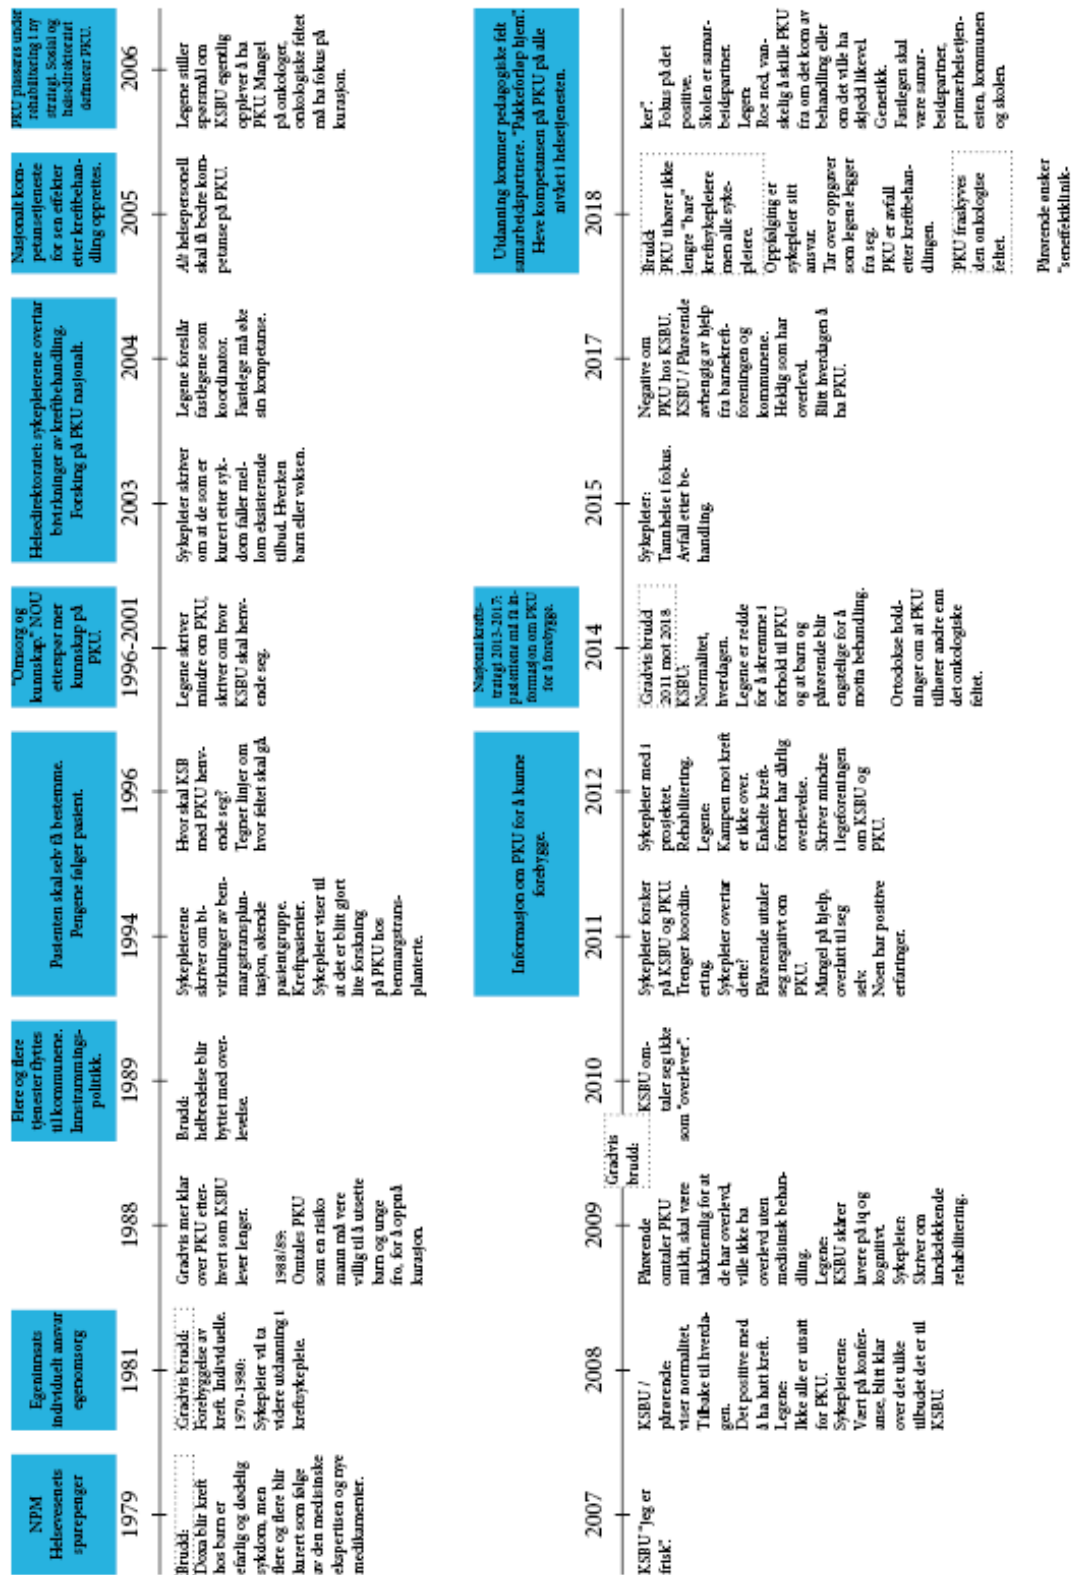 NPM
Helsevesenets
sparepenger
1979
Brudd:
Doxa blir kreft
hos barn er
efarlig og dødelig
sykdom, men
flere og flere blir
kurert som følge
av den medisinske
ekspertisen og nye
medikamenter.
Egeninnsats
individuelt ansvar
egenomsorg
1981
Gradvis brudd:
Forebyggelse av
kreft. Individuelle.
1970-1980:
Sykepleier vil ta
videre utdanning i
kreftsykepleie.
1988
Gradvis mer klar
over PKU etter-
hvert som KSBU
lever lenger.
1988/89:
Omtales PKU
som en risiko
mann må vere
villig til å utsette
barn og unge
fro, for å oppnå
kurasjon.
Flere og flere
tjenester flyttes
til kommunene.
Innstrammings-
politikk.
1989
Brudd:
helbredelse blir
byttet med over-
levelse.
Pastenten skal selv få bestemme.
Pengene følger pasient.
1994
Sykepleierene
skriver om bi-
virkninger av ben-
margstransplan-
tasjon, økende
pasientgruppe.
Kreftpasienter.
Sykepleier viser til
at det er blitt gjort
lite forskning
på PKU hos
benmargstrans-
planterte.
1996
Hvor skal KSB
med PKU henv-
ende seg?
Tegner linjer om
hvor feltet skal gå.
"Omsorg og
kunnskap." NOU
etterspør mer
kunnskap på
PKU.
1996-2001
Legene skriver
mindre om PKU,
skriver om hvor
KSBU skal henv-
ende seg.
Helsedirektoratet: sykepleierene overtar
bivirkninger av kreftbehandling.
Forsking på PKU nasjonalt.
2003
Sykepleier skriver
om at de som er
kurert etter syk-
dom faller mel-
lom eksisterende
tilbud. Hverken
barn eller voksen.
2004
Legene foreslår
fastlegene som
koordinator.
Fastelege må øke
sin kompetanse.
Nasjonalt kom-
petansetjeneste
for sen effekter
etter kreftbehan-
dling opprettes.
2005
Alt helsepersonell
skal få bedre kom-
petanse på PKU.
PKU plasseres under
rehabilitering i ny
strategi. Sosial og
helsedirektoratet
definerer PKU.
2006
Legene stiller
spørsmål om
KSBU egentlig
opplever å ha
PKU. Mangel
på onkologer,
onkologiske feltet
må ha fokus på
kurasjon.
2007
KSBU "jeg er
frisk".
2008
KSBU /
pårørende:
viser normalitet.
Tilbake til hverda-
gen.
Det positive med
å ha hatt kreft.
Legene:
Ikke alle er utsatt
for PKU.
Sykepleierene:
Vært på konfer-
anse, blitt klar
over det ulike
tilbudet det er til
KSBU.
2009
Pårørende
omtaler PKU
mildt, skal være
takknemlig for at
de har overlevd,
ville ikke ha
overlevd uten
medisinsk behan-
dling.
Legene:
KSBU skårer
lavere på iq og
kognitivt.
Sykepleier:
Skriver om
landsdekkende
rehabilitering.
Gradvis
brudd:
2010
KSBU om-
taler seg ikke
som "overlever".
Informasjon om PKU for å kunne
forebygge.
2011
Sykepleier forsker
på KSBU og PKU.
Trenger koordin-
ering.
Sykepleier overtar
dette?
Pårørende uttaler
seg negativt om
PKU.
Mangel på hjelp,
overlatt til seg
selv.
Noen har positive
erfaringer.
2012
Sykepleier med i
prosjektet.
Rehabilitering.
Legene:
Kampen mot kreft
er ikke over.
Enkelte kreft-
former har dårlig
overlevelse.
Skriver mindre
i legeforeningen
om KSBU og
PKU.
Nasjonal krefts-
trategi 2013-2017:
pasientene må få in-
formasjon om PKU
for å forebygge.
2014
Gradvis brudd
2011 mot 2018
KSBU:
Normalitet,
hverdagen.
Legene er redde
for å skremme i
forhold til PKU
og at barn og
pårørende blir
engstelige for å
motta behandling.
Ortodokse hold-
ninger om at PKU
tilhører andre enn
det onkologiske
feltet.
2015
Sykepleier:
Tannhelse i fokus.
Avfall etter be-
handling.
2017
Negative om
PKU hos KSBU.
KSBU / Pårørende
avhengig av hjelp
fra barnekreft-
foreningen og
kommunene.
Heldig som har
overlevd.
Blitt hverdagen å
ha PKU.
Utdanning kommer pedagogiske felt
samarbeidspartnere. "Pakkeforløp hjem".
Heve kompetansen på PKU på alle
nivået i helsetjenesten.
2018
Brudd:
PKU tilhører ikke
lengre "bare"
kreftsykepleiere
men alle syke-
pleiere.
Oppfølging er
sykepleier sitt
ansvar.
Tar over oppgaver
som legene legger
fra seg.
PKU er avfall
etter kreftbehan-
dlingen.
PKU fraskyves
den onkologise
feltet.
Pårørende ønsker
"seneffektklinik-
ker".
Fokus på det
positive.
Skolen er samar-
beidspartner.
Legen:
Roe ned, van-
skelig å skille PKU
fra om det kom av
behandling eller
om det ville ha
skjedd likevel.
Genetikk.
Fastlegen skal
være samar-
beidspartner,
primærhelsetjen-
esten, kommunen
og skolen.